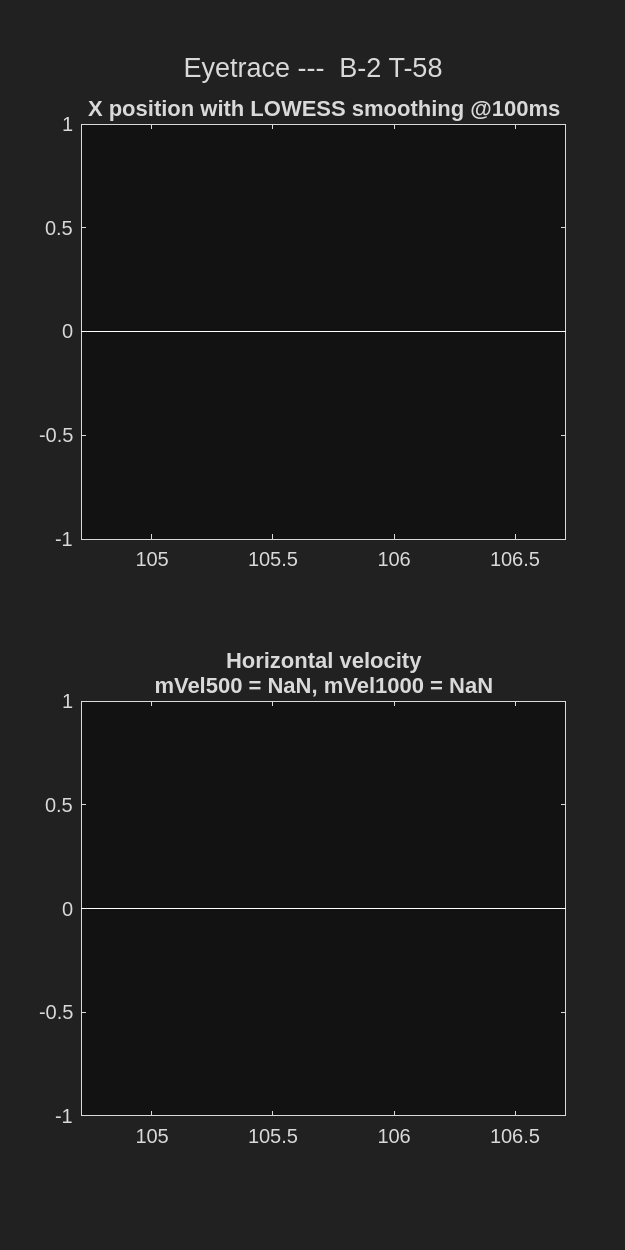 Eyetrace ---  B-2 T-58
X position with LOWESS smoothing @100ms
1
0.5
0
-0.5
-1
105 105.5 106 106.5
Horizontal velocity
mVel500 = NaN, mVel1000 = NaN
1
0.5
0
-0.5
-1
105 105.5 106 106.5